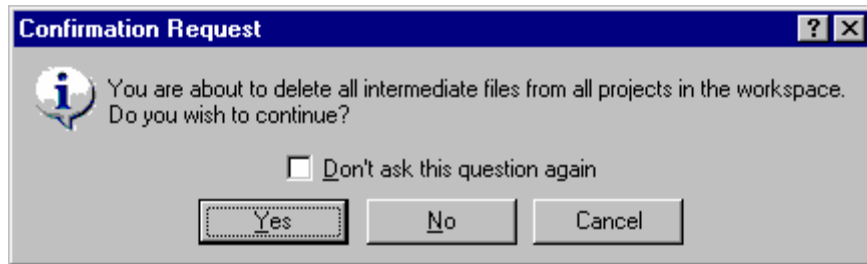 Confirmation Request
You are about to delete all intermediate files from all projects in the workspace.
Do you wish to continue?
Don't ask this question again
Yes No Cancel